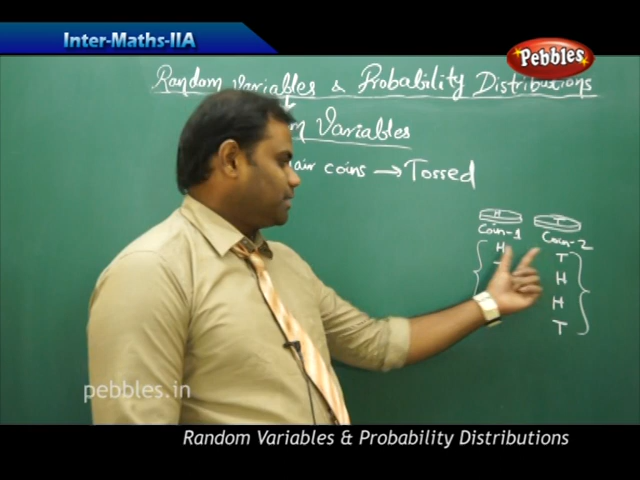 Inter-Maths-IIA
Pebbles
Random Variables & Probability Distributions
Variables
coins → Tossed
H T
Coin-1 Coin-2
H T
H
H
T
pebbles.in
Random Variables & Probability Distributions